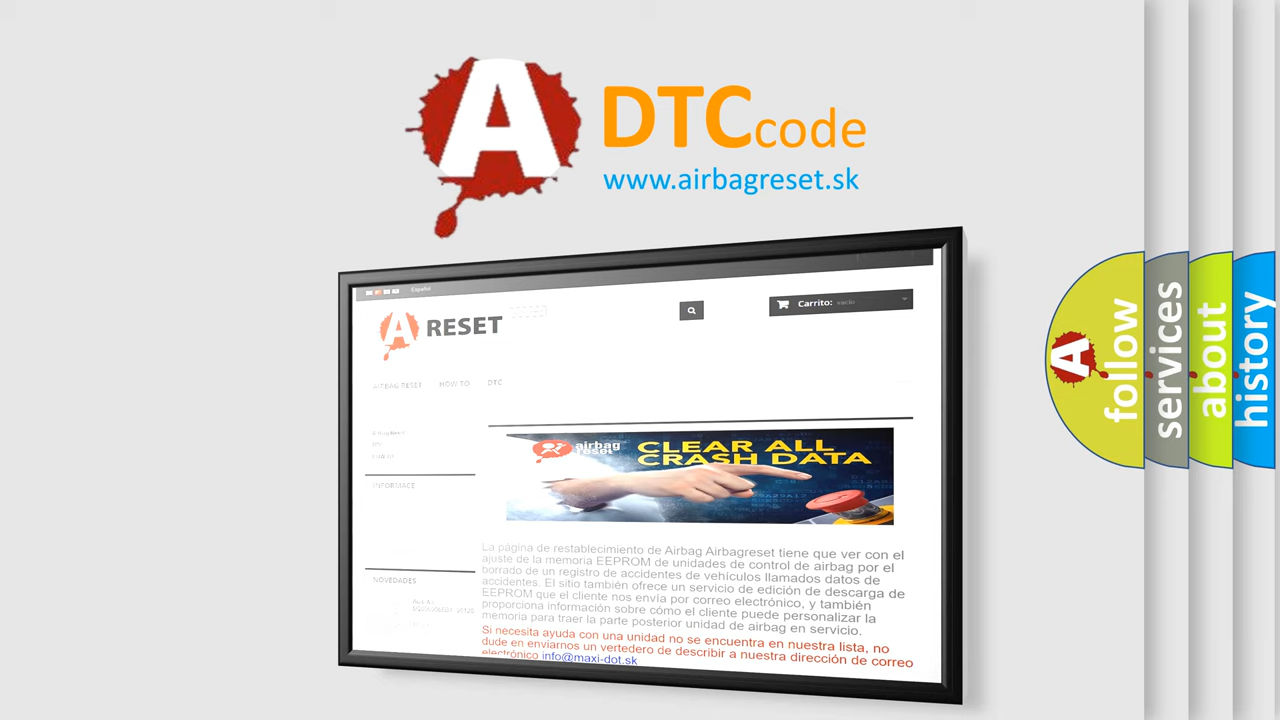 A
DTC code
www.airbagreset.sk
Español
A RESET
Carrito: vacío
AIRBAG RESET HOW TO DTC
INFORMACE
NOVEDADES
airbag reset
CLEAR ALL
CRASH DATA
La página de restablecimiento de Airbag Airbagreset tiene que ver con el
ajuste de la memoria EEPROM de unidades de control de airbag por el
borrado de un registro de accidentes de vehículos llamados datos de
accidentes. El sitio también ofrece un servicio de edición de descarga de
EEPROM que el cliente nos envía por correo electrónico, y también
proporciona información sobre cómo el cliente puede personalizar la
memoria para traer la parte posterior unidad de airbag en servicio.
Si necesita ayuda con una unidad no se encuentra en nuestra lista, no
dude en enviarnos un vertedero de describir a nuestra dirección de correo
electrónico info@maxi-dot.sk
A follow
services
about
history